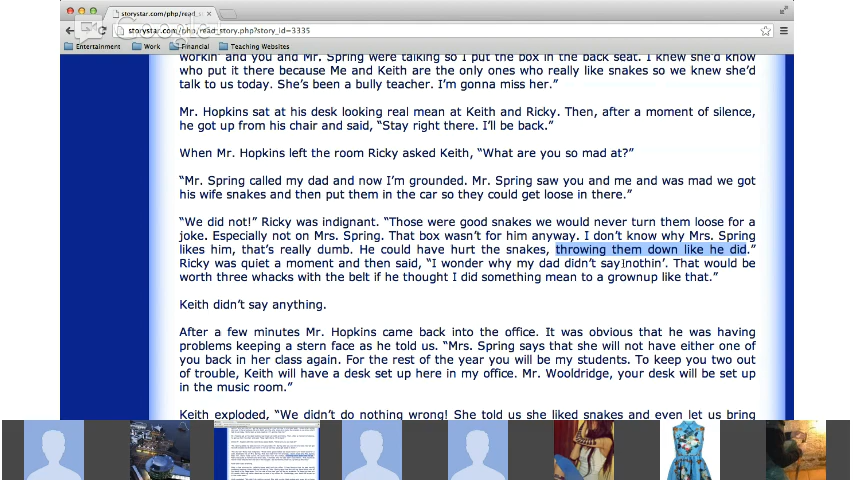 storystar.com/php/read_s
Google+
storystar.com/php/read_story.php?story_id=3335
Entertainment Work Financial Teaching Websites
workin' and you and Mr. Spring were talking so I put the box in the back seat. I knew she'd know
who put it there because Me and Keith are the only ones who really like snakes so we knew she’d
talk to us today. She’s been a bully teacher. I’m gonna miss her.”
Mr. Hopkins sat at his desk looking real mean at Keith and Ricky. Then, after a moment of silence,
he got up from his chair and said, “Stay right there. I’ll be back.”
When Mr. Hopkins left the room Ricky asked Keith, “What are you so mad at?”
“Mr. Spring called my dad and now I’m grounded. Mr. Spring saw you and me and was mad we got
his wife snakes and then put them in the car so they could get loose in there.”
“We did not!” Ricky was indignant. “Those were good snakes we would never turn them loose for a
joke. Especially not on Mrs. Spring. That box wasn’t for him anyway. I don’t know why Mrs. Spring
likes him, that’s really dumb. He could have hurt the snakes, throwing them down like he did.”
Ricky was quiet a moment and then said, “I wonder why my dad didn’t say nothin’. That would be
worth three whacks with the belt if he thought I did something mean to a grownup like that.”
Keith didn’t say anything.
After a few minutes Mr. Hopkins came back into the office. It was obvious that he was having
problems keeping a stern face as he told us. “Mrs. Spring says that she will not have either one of
you back in her class again. For the rest of the year you will be my students. To keep you two out
of trouble, Keith will have a desk set up here in my office. Mr. Wooldridge, your desk will be set up
in the music room.”
Keith exploded, “We didn’t do nothing wrong! She told us she liked snakes and even let us bring